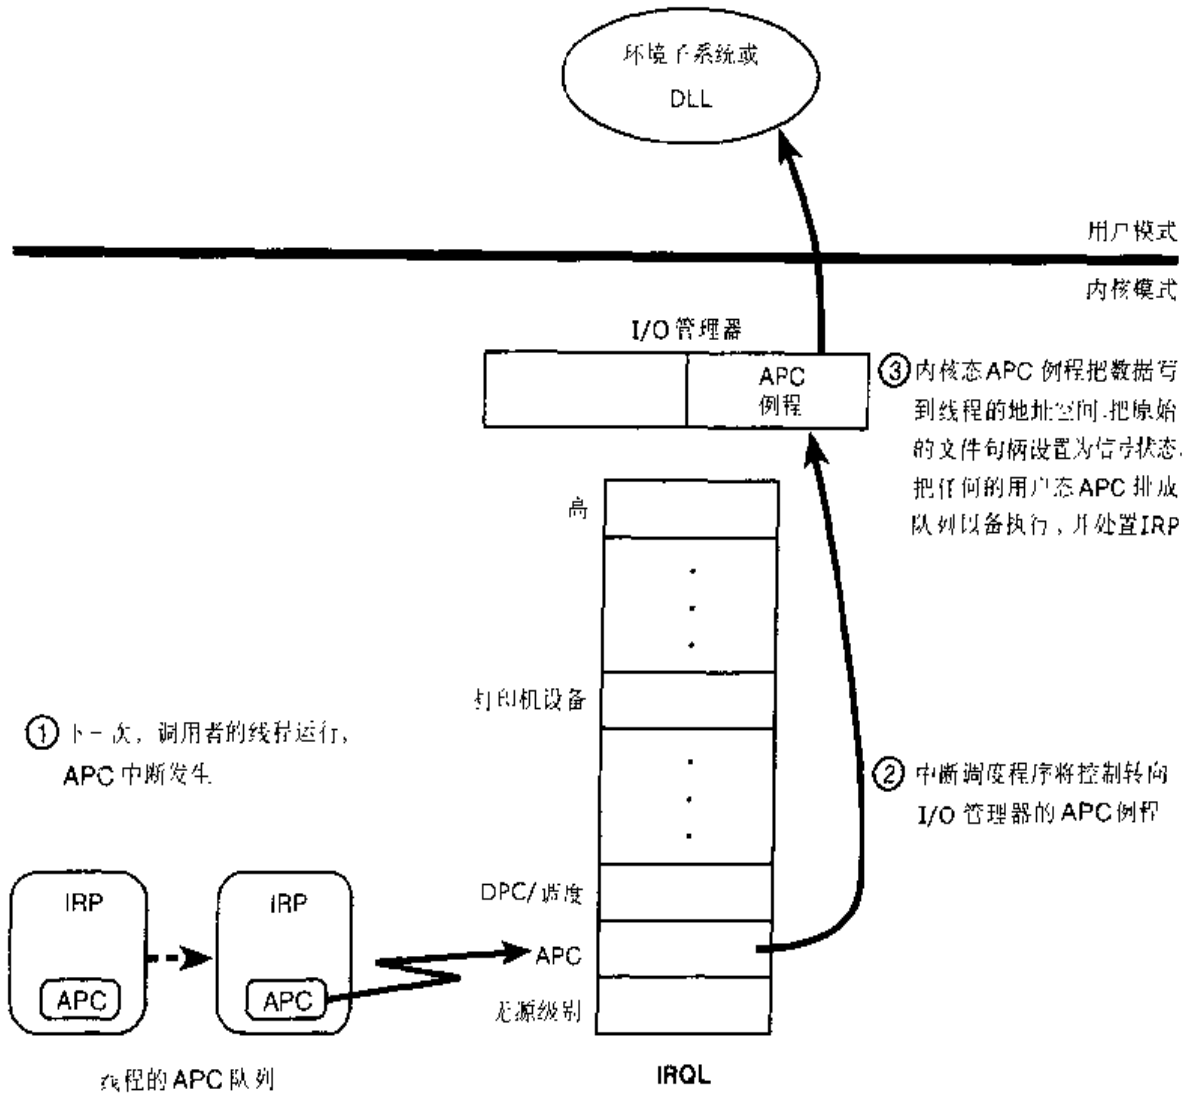 环境子系统或
DLL
用户模式
内核模式
I/O 管理器
APC
例程
③ 内核态APC 例程把数据写
到线程的地址空间,把原始
的文件句柄设置为信号状态,
把任何的用户态APC 排成
队列以备执行，并处置IRP
高
打印机设备
① 下一次，调用者的线程运行，
APC 中断发生
② 中断调度程序将控制转向
I/O 管理器的 APC例程
DPC/调度
IRP
IRP
APC
无源级别
APC
APC
线程的 APC 队列
IRQL